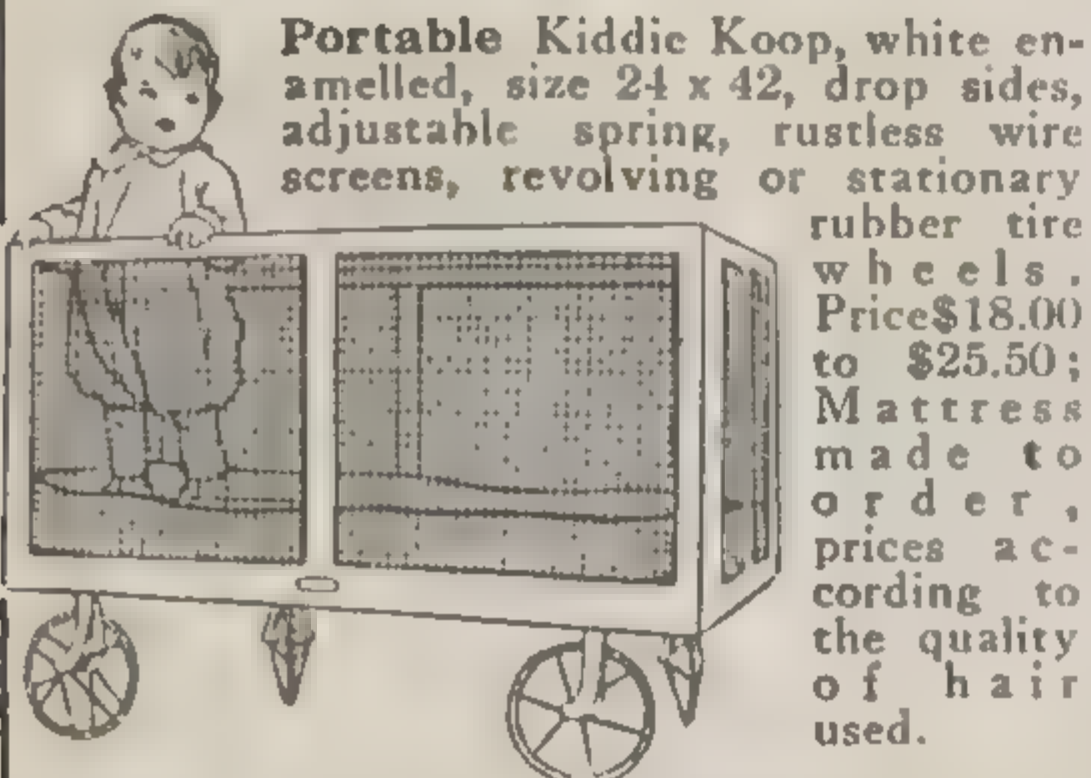 Portable Kiddie Koop, white en-
amelled, size 24 x 42, drop sides,
adjustable spring, rustless wire
screens, revolving or stationary
rubber tire
wheels.
Price $18.00
to $25.50;
Mattress
made to
order,
prices ac-
cording to
the quality
of hair
used.